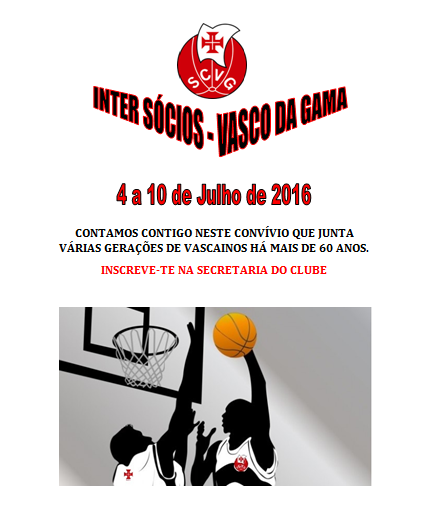 SCVG
INTER SÓCIOS - VASCO DA GAMA
4 a 10 de Julho de 2016
CONTAMOS CONTIGO NESTE CONVÍVIO QUE JUNTA
VÁRIAS GERAÇÕES DE VASCAINOS HÁ MAIS DE 60 ANOS.
INSCREVE-TE NA SECRETARIA DO CLUBE